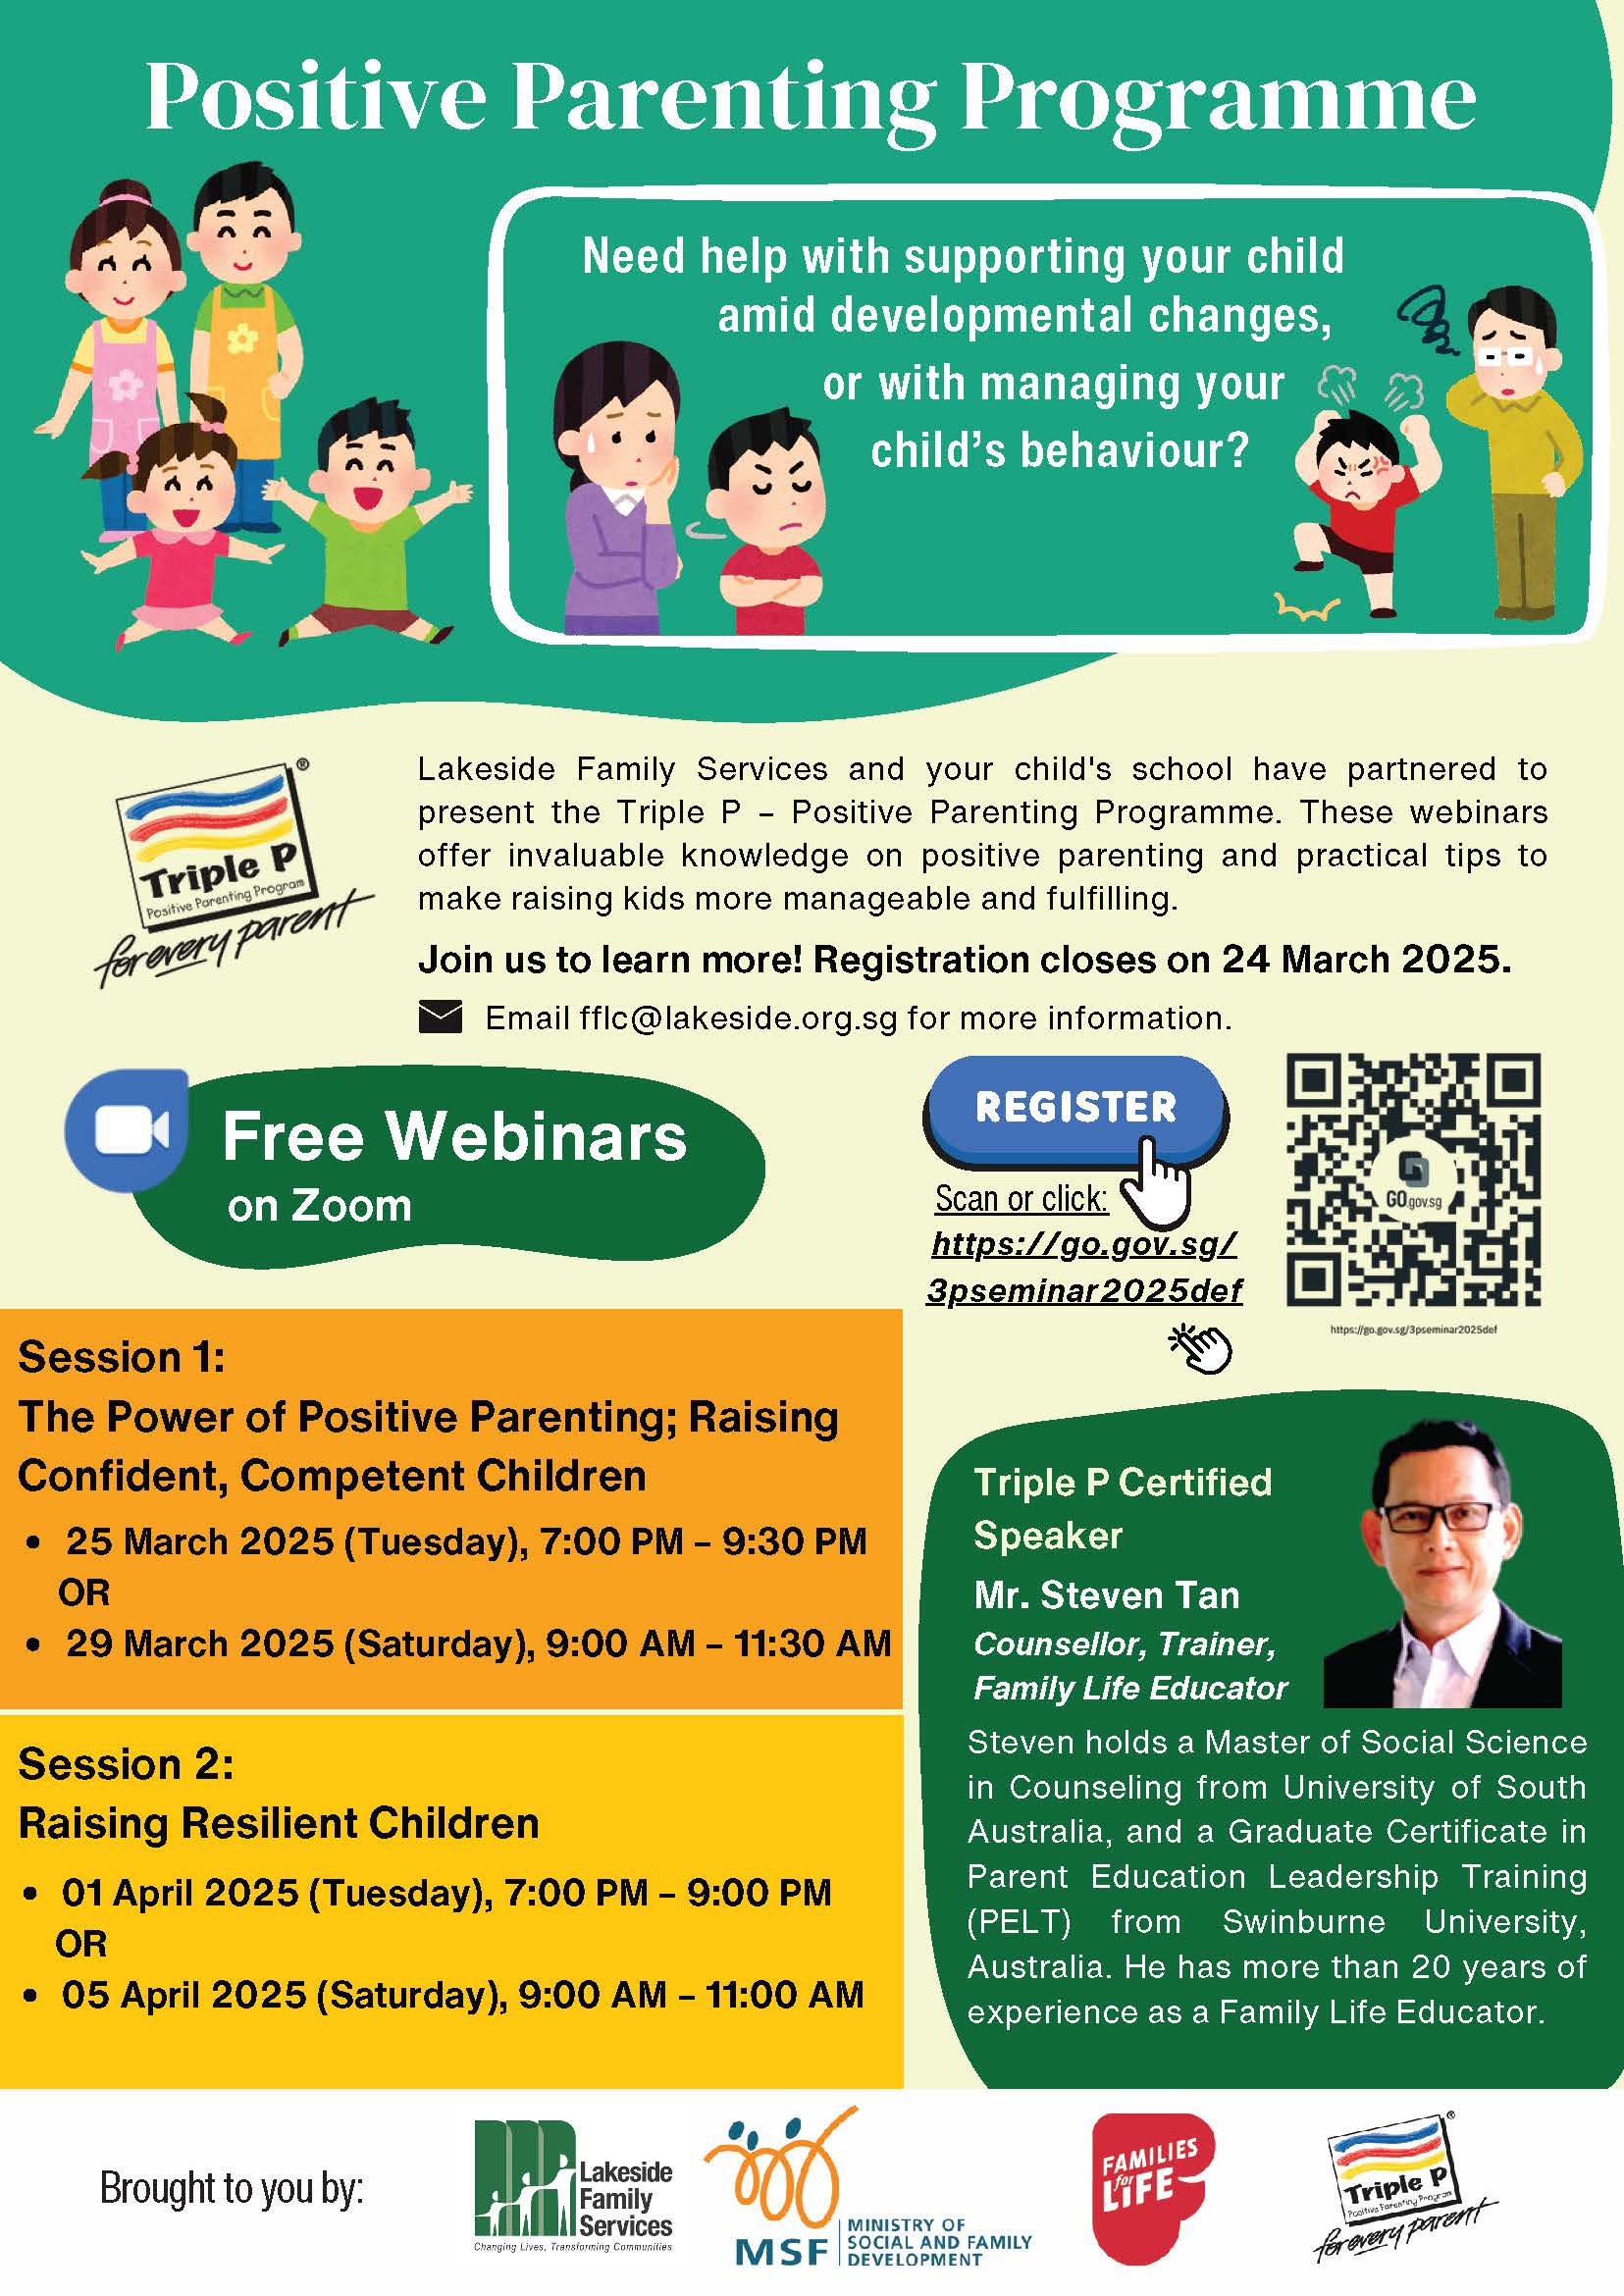 Positive Parenting Programme
Need help with supporting your child
amid developmental changes,
or with managing your
child's behaviour?
®
Triple P
Positive Parenting Program
for every parent
Lakeside Family Services and your child's school have partnered to
present the Triple P – Positive Parenting Programme. These webinars
offer invaluable knowledge on positive parenting and practical tips to
make raising kids more manageable and fulfilling.
Join us to learn more! Registration closes on 24 March 2025.
Email fflc@lakeside.org.sg for more information.
Free Webinars
on Zoom
REGISTER
Scan or click:
https://go.gov.sg/
3pseminar2025def
GO.gov.sg
https://go.gov.sg/3pseminar2025def
Session 1:
The Power of Positive Parenting; Raising
Confident, Competent Children
• 25 March 2025 (Tuesday), 7:00 PM – 9:30 PM
OR
• 29 March 2025 (Saturday), 9:00 AM – 11:30 AM
Session 2:
Raising Resilient Children
• 01 April 2025 (Tuesday), 7:00 PM – 9:00 PM
OR
• 05 April 2025 (Saturday), 9:00 AM – 11:00 AM
Triple P Certified
Speaker
Mr. Steven Tan
Counsellor, Trainer,
Family Life Educator
Steven holds a Master of Social Science
in Counseling from University of South
Australia, and a Graduate Certificate in
Parent Education Leadership Training
(PELT) from Swinburne University,
Australia. He has more than 20 years of
experience as a Family Life Educator.
Brought to you by:
Lakeside
Family
Services
Changing Lives, Transforming Communities
MSF
MINISTRY OF
SOCIAL AND FAMILY
DEVELOPMENT
FAMILIES
for
LiFE
®
Triple P
Positive Parenting Program
for every parent